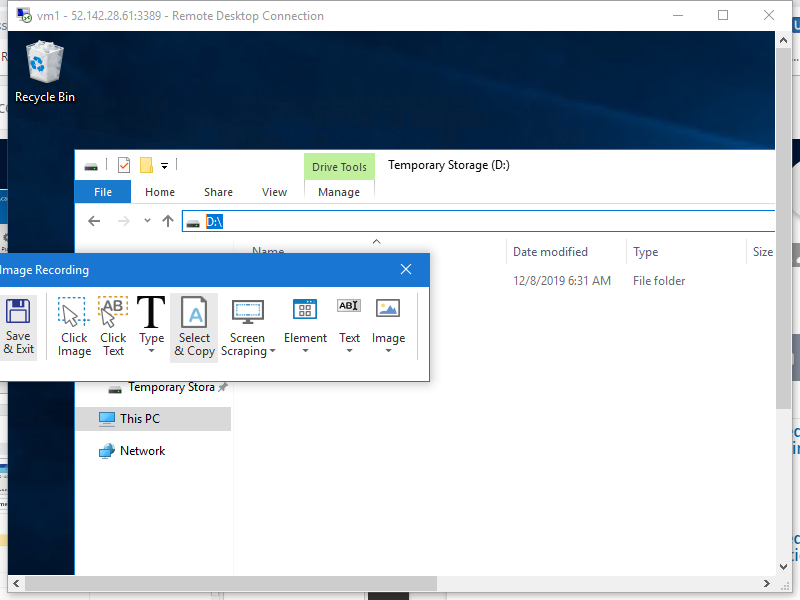 vm1 - 52.142.28.61:3389 - Remote Desktop Connection
Recycle Bin
Drive Tools
Temporary Storage (D:)
File
Home
Share
View
Manage
D:\
Name
Date modified
Type
Size
12/8/2019 6:31 AM
File folder
Image Recording
Save
& Exit
Click
Image
AB
Click
Text
T
Type
A
Select
& Copy
Screen
Scraping
Element
AB
Text
Image
Temporary Stora
This PC
Network